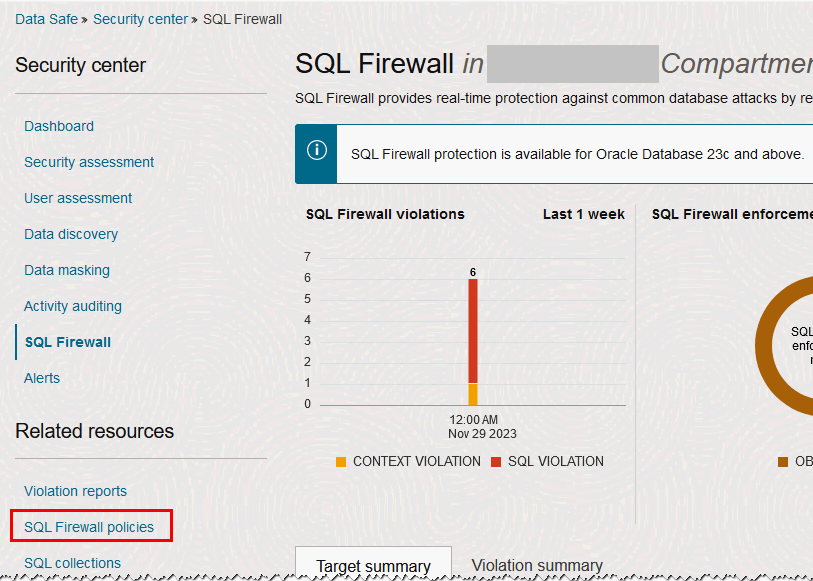 Data Safe » Security center » SQL Firewall
Security center
Dashboard
Security assessment
User assessment
Data discovery
Data masking
Activity auditing
SQL Firewall
Alerts
Related resources
Violation reports
SQL Firewall policies
SQL collections
SQL Firewall in Compartmen
SQL Firewall provides real-time protection against common database attacks by re
SQL Firewall protection is available for Oracle Database 23c and above.
SQL Firewall violations Last 1 week
7
6
5
4
3
2
1
0
6
12:00 AM
Nov 29 2023
CONTEXT VIOLATION SQL VIOLATION
SQL Firewall enforceme
SQL
enfo
OB
Target summary Violation summary